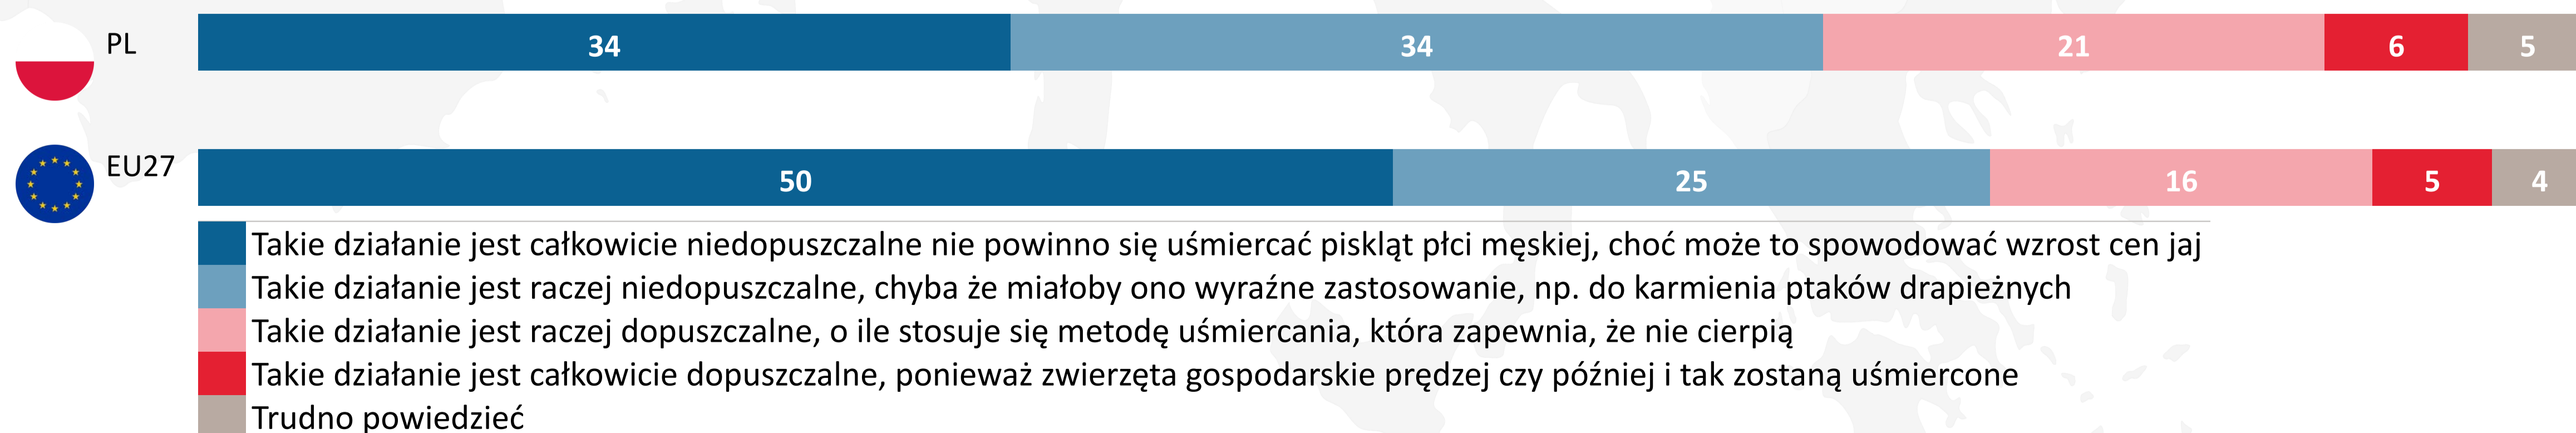 PL
34 34 21 6 5
EU27
50 25 16 5 4
Takie działanie jest całkowicie niedopuszczalne nie powinno się uśmiercać piskląt płci męskiej, choć może to spowodować wzrost cen jaj
Takie działanie jest raczej niedopuszczalne, chyba że miałoby ono wyraźne zastosowanie, np. do karmienia ptaków drapieżnych
Takie działanie jest raczej dopuszczalne, o ile stosuje się metodę uśmiercania, która zapewnia, że nie cierpią
Takie działanie jest całkowicie dopuszczalne, ponieważ zwierzęta gospodarskie prędzej czy później i tak zostaną uśmiercone
Trudno powiedzieć